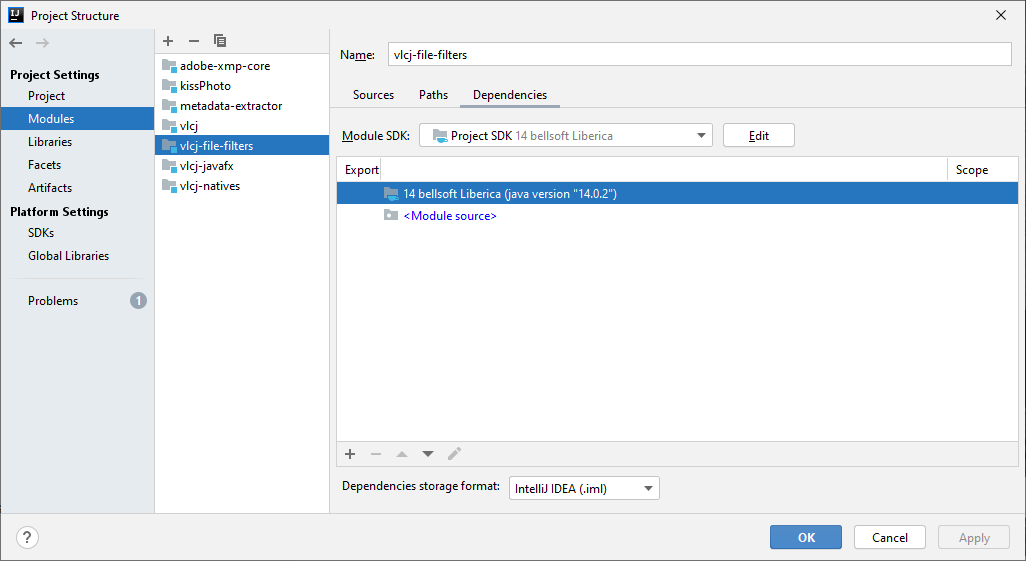 IJ Project Structure
Project Settings
Project
Modules
Libraries
Facets
Artifacts
Platform Settings
SDKs
Global Libraries
Problems 1
adobe-xmp-core
kissPhoto
metadata-extractor
vlcj
vlcj-file-filters
vlcj-javafx
vlcj-natives
Name: vlcj-file-filters
Sources Paths Dependencies
Module SDK: Project SDK 14 bellsoft Liberica Edit
Export Scope
14 bellsoft Liberica (java version "14.0.2")
<Module source>
Dependencies storage format: IntelliJ IDEA (.iml)
? OK Cancel Apply